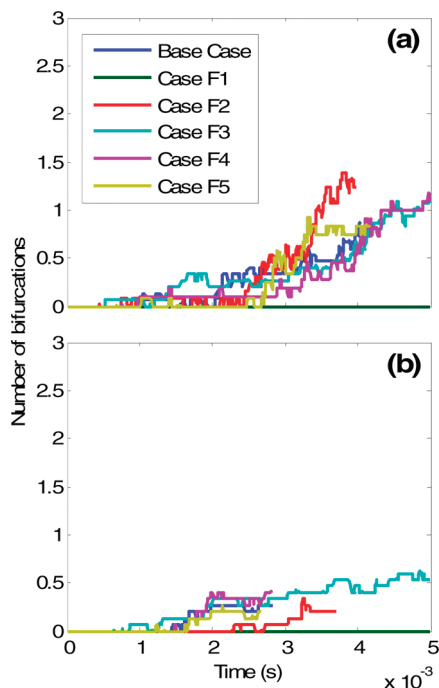 3
2.5
2
1.5
1
0.5
0
Base Case
Case F1
Case F2
Case F3
Case F4
Case F5
(a)
Number of bifurcations
3
2.5
2
1.5
1
0.5
0
(b)
0 1 2 3 4 5
Time (s)
x 10⁻³